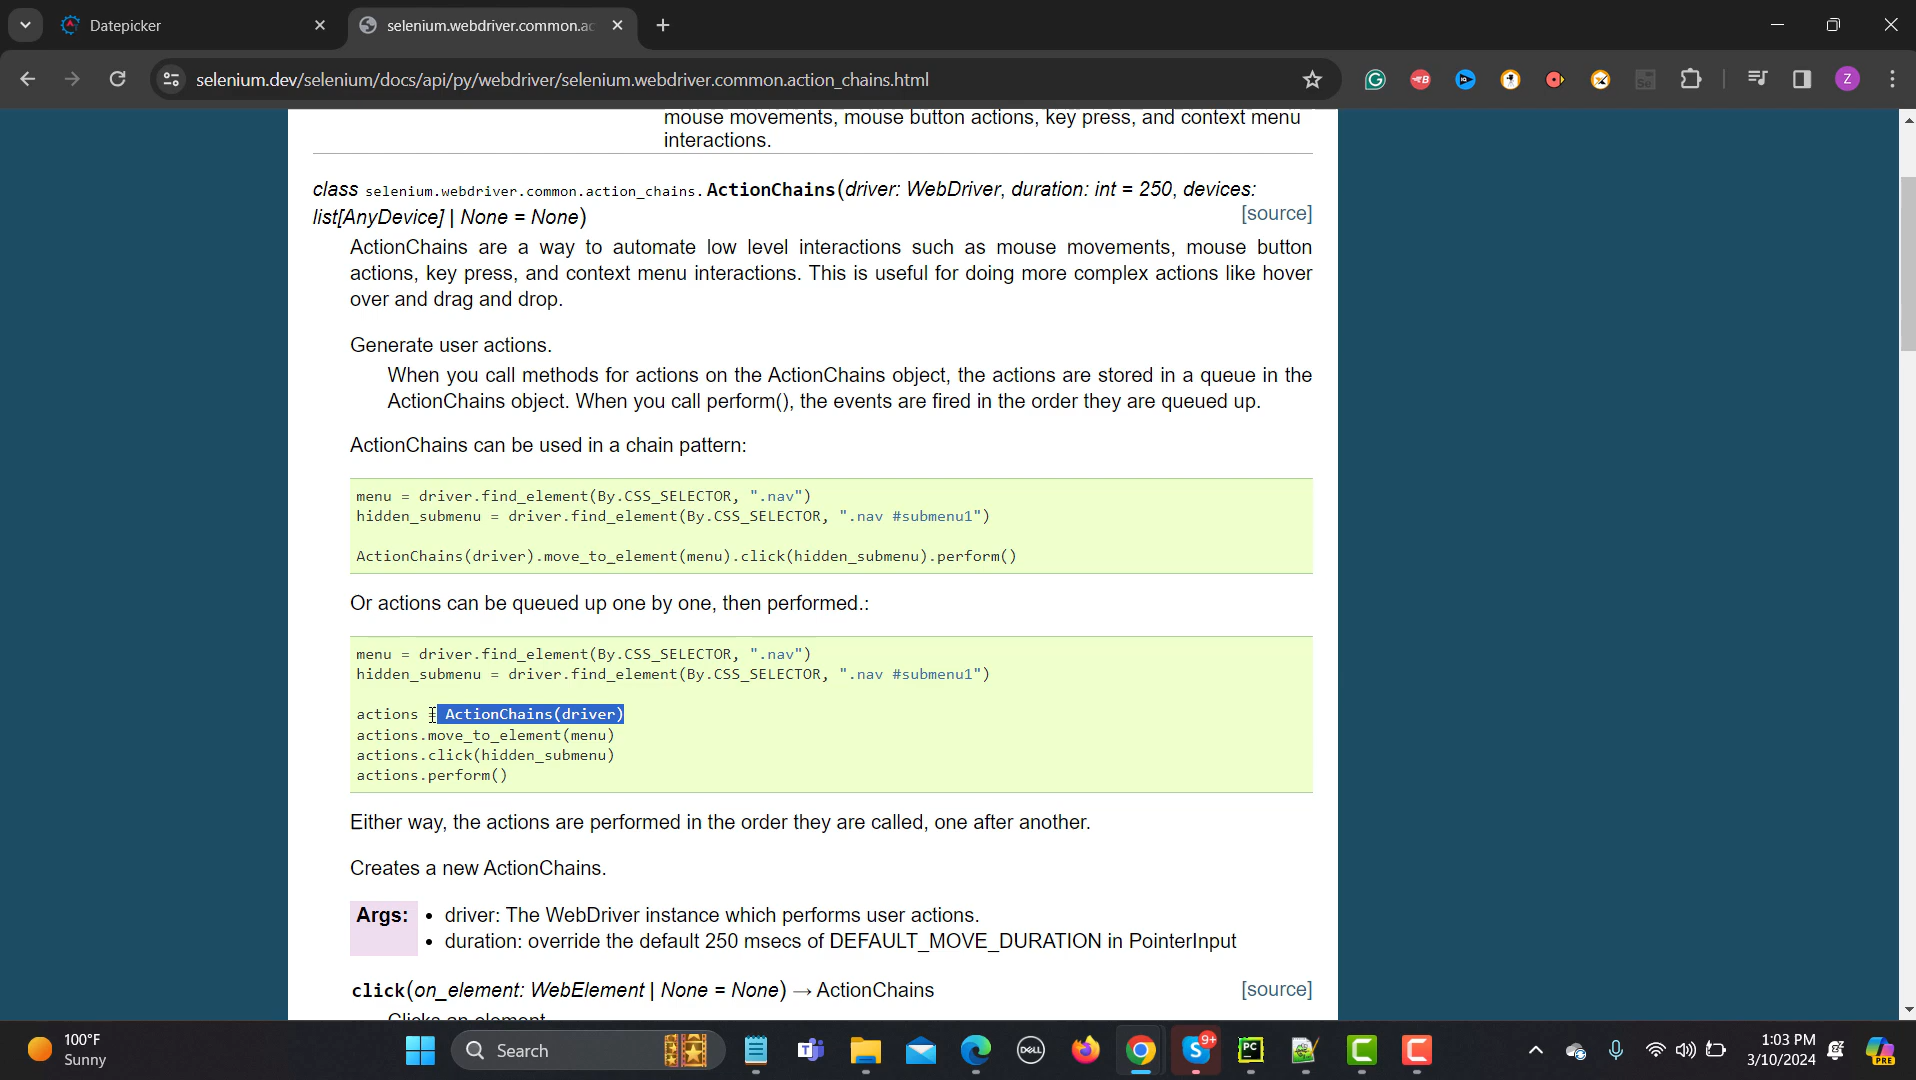 Datepicker
selenium.webdriver.common.ac
selenium.dev/selenium/docs/api/py/webdriver/selenium.webdriver.common.action_chains.html
Z
mouse movements, mouse button actions, key press, and context menu
interactions.
class selenium.webdriver.common.action_chains.ActionChains(driver: WebDriver, duration: int = 250, devices:
list[AnyDevice] | None = None) [source]
ActionChains are a way to automate low level interactions such as mouse movements, mouse button
actions, key press, and context menu interactions. This is useful for doing more complex actions like hover
over and drag and drop.
Generate user actions.
When you call methods for actions on the ActionChains object, the actions are stored in a queue in the
ActionChains object. When you call perform(), the events are fired in the order they are queued up.
ActionChains can be used in a chain pattern:
menu = driver.find_element(By.CSS_SELECTOR, ".nav")
hidden_submenu = driver.find_element(By.CSS_SELECTOR, ".nav #submenu1")
ActionChains(driver).move_to_element(menu).click(hidden_submenu).perform()
Or actions can be queued up one by one, then performed.:
menu = driver.find_element(By.CSS_SELECTOR, ".nav")
hidden_submenu = driver.find_element(By.CSS_SELECTOR, ".nav #submenu1")
actions = ActionChains(driver)
actions.move_to_element(menu)
actions.click(hidden_submenu)
actions.perform()
Either way, the actions are performed in the order they are called, one after another.
Creates a new ActionChains.
Args: • driver: The WebDriver instance which performs user actions.
• duration: override the default 250 msecs of DEFAULT_MOVE_DURATION in PointerInput
click(on_element: WebElement | None = None) → ActionChains [source]
Clicks an element.
100°F
Sunny
Search
DELL
9+
PC
1:03 PM
3/10/2024
PRE